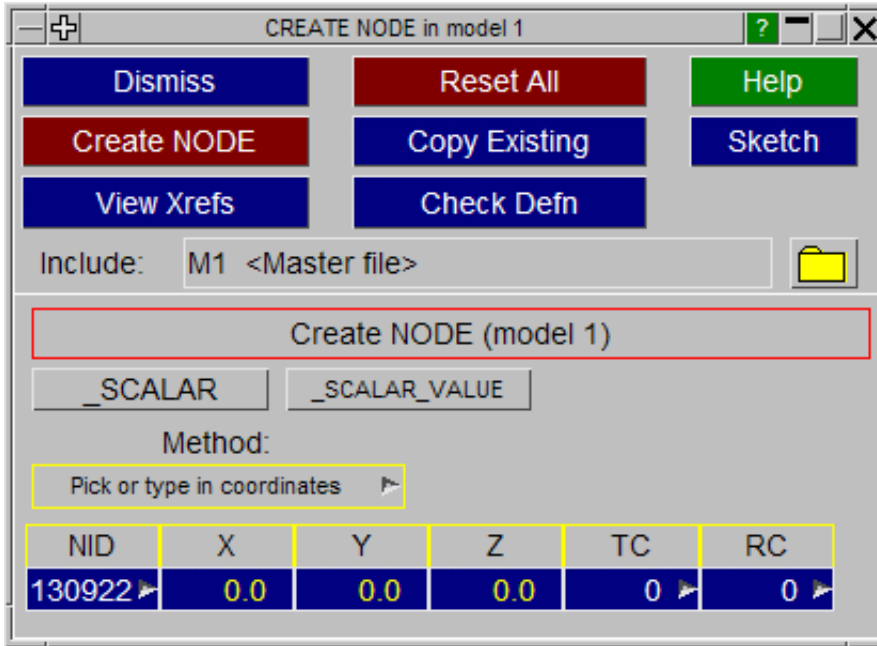 CREATE NODE in model 1 ?
Dismiss Reset All Help
Create NODE Copy Existing Sketch
View Xrefs Check Defn
Include: M1 <Master file>
Create NODE (model 1)
_SCALAR _SCALAR_VALUE
Method:
Pick or type in coordinates
NID X Y Z TC RC
130922 0.0 0.0 0.0 0 0